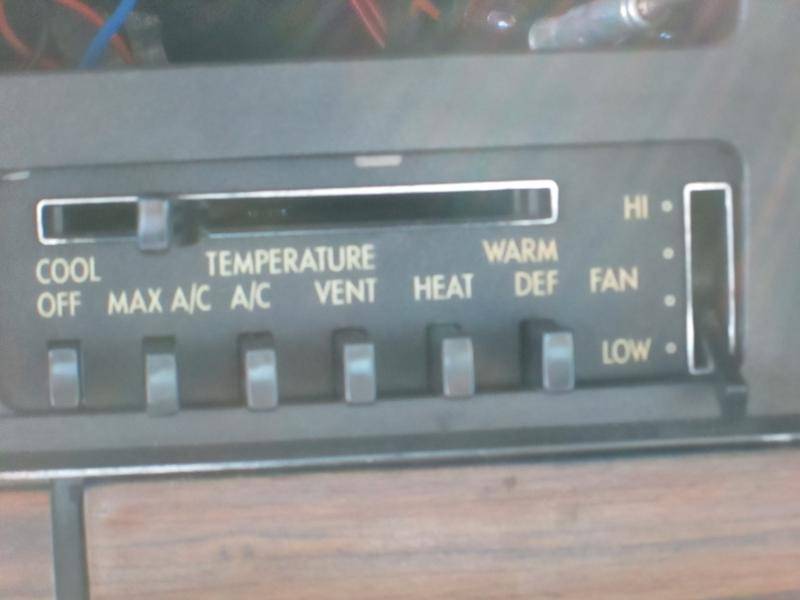 HI
COOL TEMPERATURE WARM
OFF MAX A/C A/C VENT HEAT DEF FAN
LOW